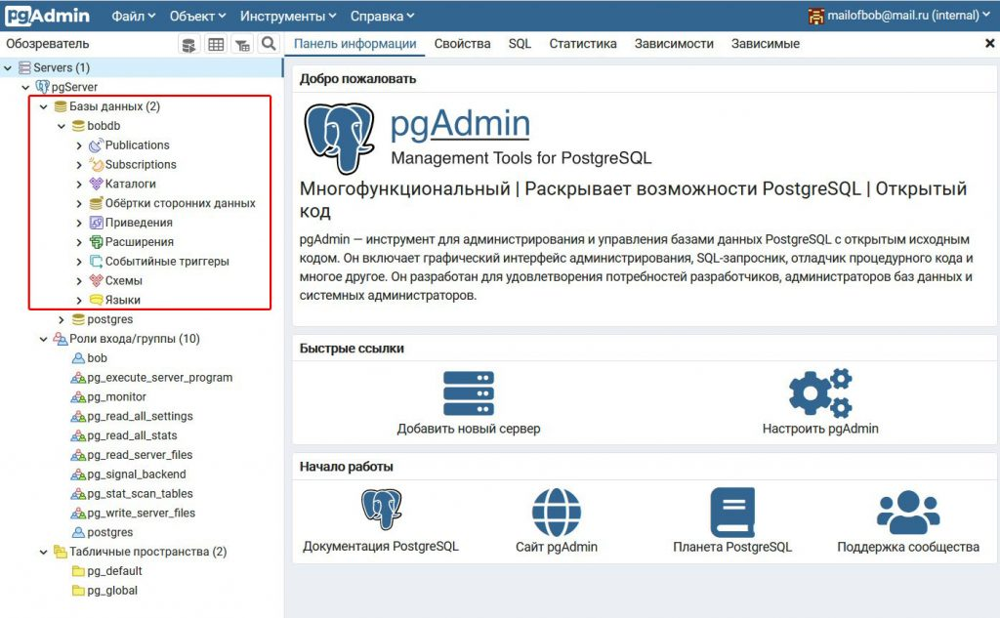 pgAdmin Файл Объект Инструменты Справка mailofbob@mail.ru (internal)
Обозреватель
Панель информации Свойства SQL Статистика Зависимости Зависимые
Servers (1)
pgServer
Базы данных (2)
bobdb
Publications
Subscriptions
Каталоги
Обёртки сторонних данных
Приведения
Расширения
Событийные триггеры
Схемы
Языки
postgres
Роли входа/группы (10)
bob
pg_execute_server_program
pg_monitor
pg_read_all_settings
pg_read_all_stats
pg_read_server_files
pg_signal_backend
pg_stat_scan_tables
pg_write_server_files
postgres
Табличные пространства (2)
pg_default
pg_global
Добро пожаловать
pgAdmin
Management Tools for PostgreSQL
Многофункциональный | Раскрывает возможности PostgreSQL | Открытый
код
pgAdmin — инструмент для администрирования и управления базами данных PostgreSQL с открытым исходным
кодом. Он включает графический интерфейс администрирования, SQL-запросник, отладчик процедурного кода и
многое другое. Он разработан для удовлетворения потребностей разработчиков, администраторов баз данных и
системных администраторов.
Быстрые ссылки
Добавить новый сервер Настроить pgAdmin
Начало работы
Документация PostgreSQL Сайт pgAdmin Планета PostgreSQL Поддержка сообщества